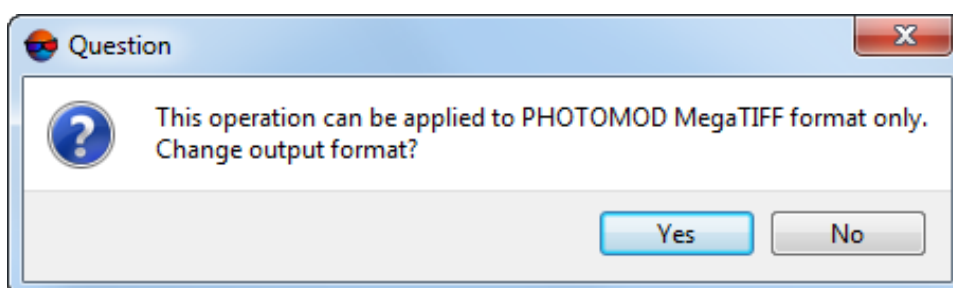 Question
This operation can be applied to PHOTOMOD MegaTIFF format only.
Change output format?
Yes No